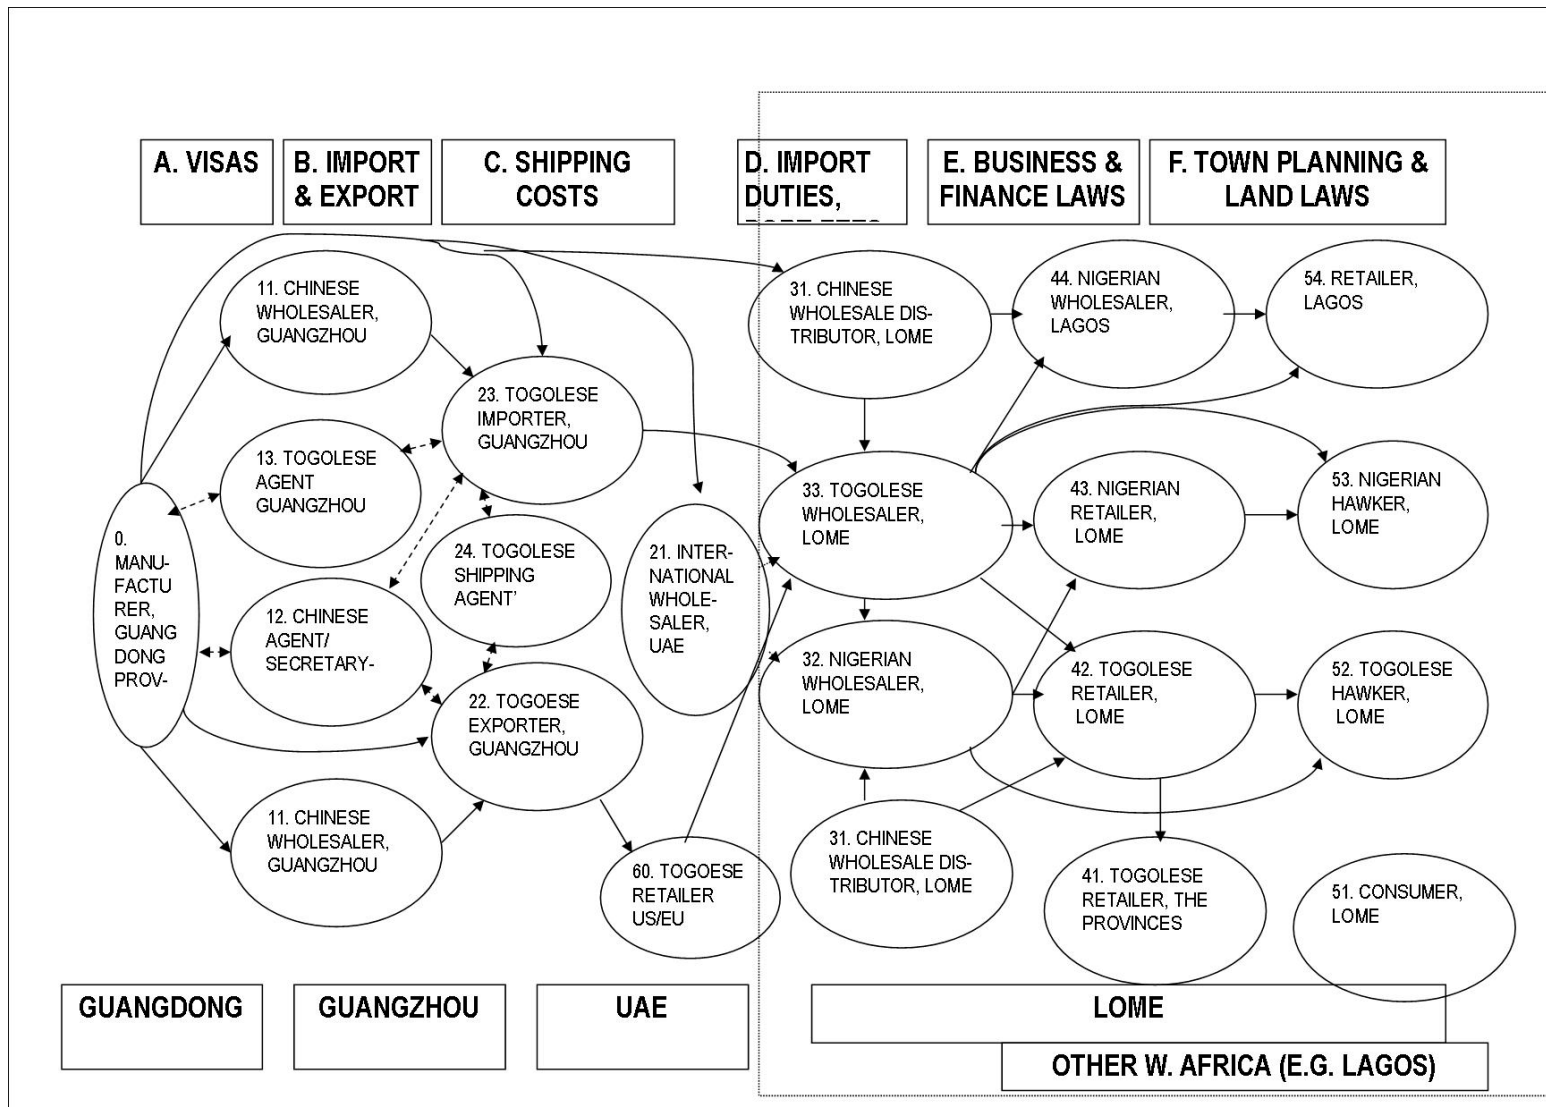 A. VISAS
B. IMPORT
& EXPORT
C. SHIPPING
COSTS
D. IMPORT
DUTIES,
E. BUSINESS &
FINANCE LAWS
F. TOWN PLANNING &
LAND LAWS
11. CHINESE
WHOLESALER,
GUANGZHOU
31. CHINESE
WHOLESALE DIS-
TRIBUTOR, LOME
44. NIGERIAN
WHOLESALER,
LAGOS
54. RETAILER,
LAGOS
23. TOGOLESE
IMPORTER,
GUANGZHOU
13. TOGOLESE
AGENT
GUANGZHOU
33. TOGOLESE
WHOLESALER,
LOME
43. NIGERIAN
RETAILER,
LOME
53. NIGERIAN
HAWKER,
LOME
0.
MANU-
FACTU
RER,
GUANG
DONG
PROV-
24. TOGOLESE
SHIPPING
AGENT’
21. INTER-
NATIONAL
WHOLE-
SALER,
UAE
12. CHINESE
AGENT/
SECRETARY-
32. NIGERIAN
WHOLESALER,
LOME
42. TOGOLESE
RETAILER,
LOME
52. TOGOLESE
HAWKER,
LOME
22. TOGOESE
EXPORTER,
GUANGZHOU
11. CHINESE
WHOLESALER,
GUANGZHOU
60. TOGOESE
RETAILER
US/EU
31. CHINESE
WHOLESALE DIS-
TRIBUTOR, LOME
41. TOGOLESE
RETAILER, THE
PROVINCES
51. CONSUMER,
LOME
GUANGDONG
GUANGZHOU
UAE
LOME
OTHER W. AFRICA (E.G. LAGOS)